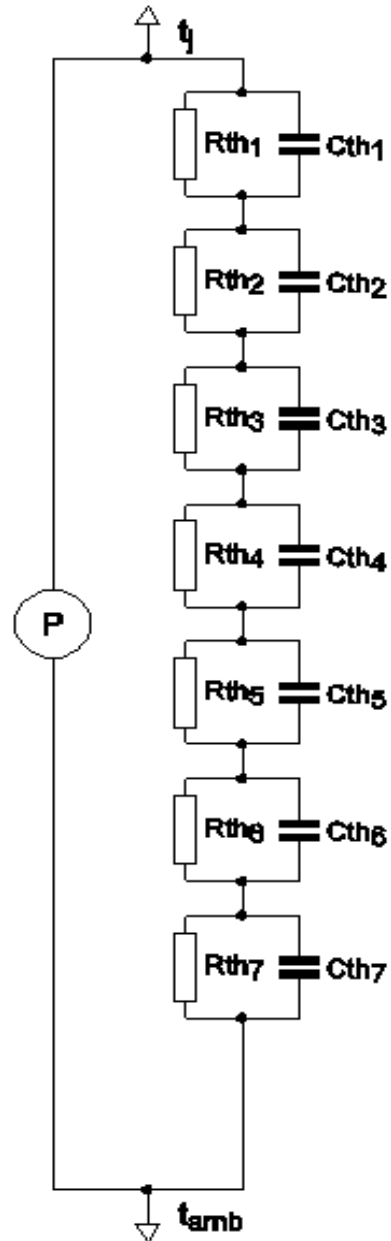 tj
Rth1 Cth1
Rth2 Cth2
Rth3 Cth3
Rth4 Cth4
P
Rth5 Cth5
Rth6 Cth6
Rth7 Cth7
tamb